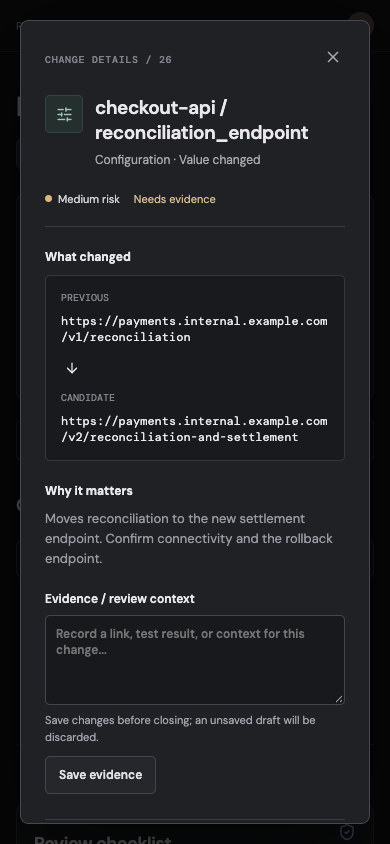 CHANGE DETAILS / 26
checkout-api /
reconciliation_endpoint
Configuration · Value changed
Medium risk Needs evidence
What changed
PREVIOUS
https://payments.internal.example.com
/v1/reconciliation
CANDIDATE
https://payments.internal.example.com
/v2/reconciliation-and-settlement
Why it matters
Moves reconciliation to the new settlement
endpoint. Confirm connectivity and the rollback
endpoint.
Evidence / review context
Record a link, test result, or context for this
change...
Save changes before closing; an unsaved draft will be
discarded.
Save evidence
Review checklist